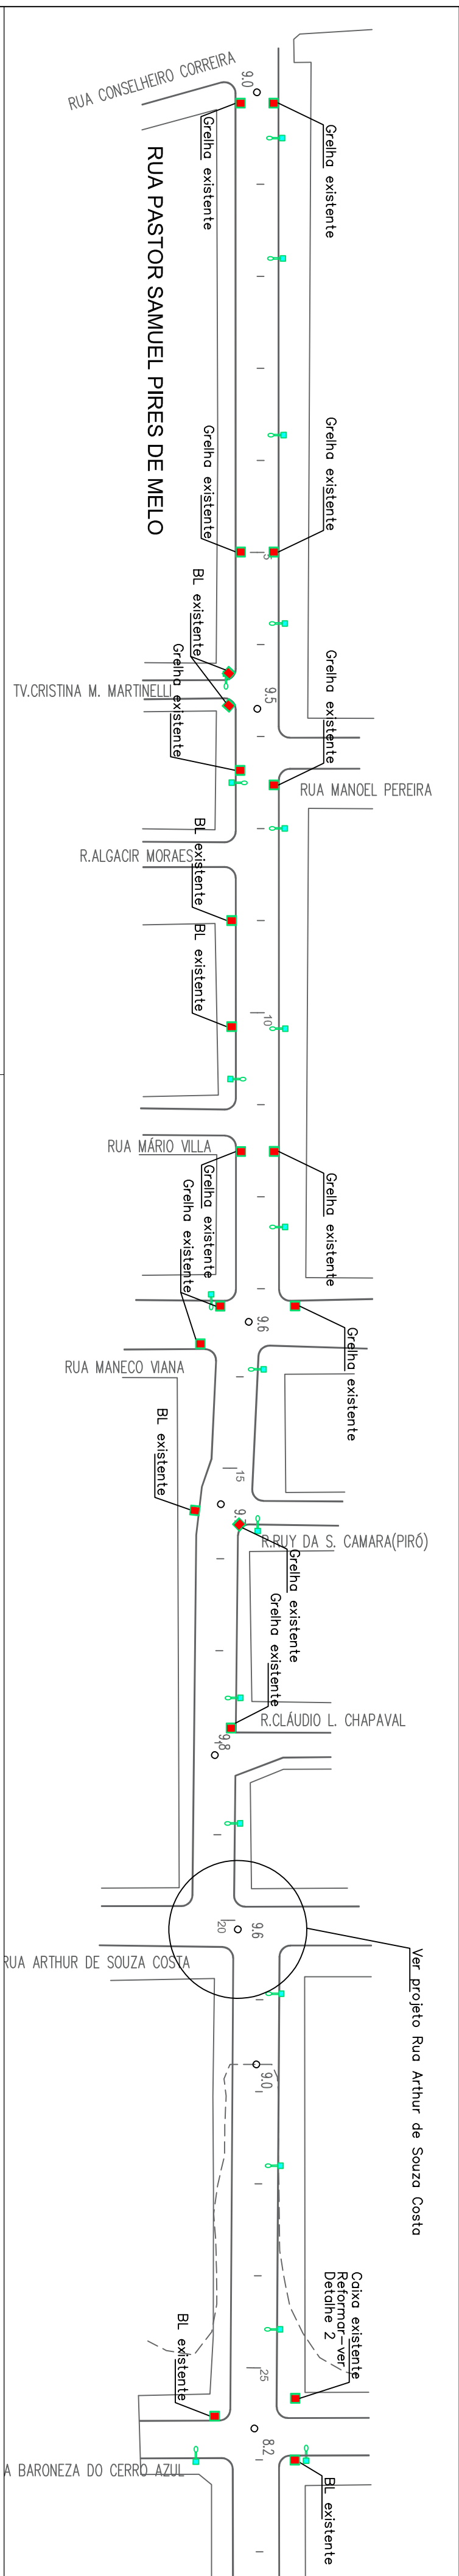 RUA CONSELHEIRO CORREIRA
9.0
Grelha existente
Grelha existente
RUA PASTOR SAMUEL PIRES DE MELO
Grelha existente
Grelha existente
5
BL existente
Grelha existente
Grelha existente
TV.CRISTINA M. MARTINELLI
9.5
RUA MANOEL PEREIRA
BL existente
R.ALGACIR MORAES
BL existente
10
RUA MÁRIO VILLA
Grelha existente
Grelha existente
Grelha existente
9.6
Grelha existente
RUA MANECO VIANA
BL existente
15
R.RUY DA S. CAMARA(PIRÓ)
Grelha existente
Grelha existente
R.CLÁUDIO L. CHAPAVAL
9.8
20
9.6
RUA ARTHUR DE SOUZA COSTA
Ver projeto Rua Arthur de Souza Costa
9.0
Caixa existente
Reformar-ver
Detalhe 2
BL existente
25
8.2
A BARONEZA DO CERRO AZUL
BL existente